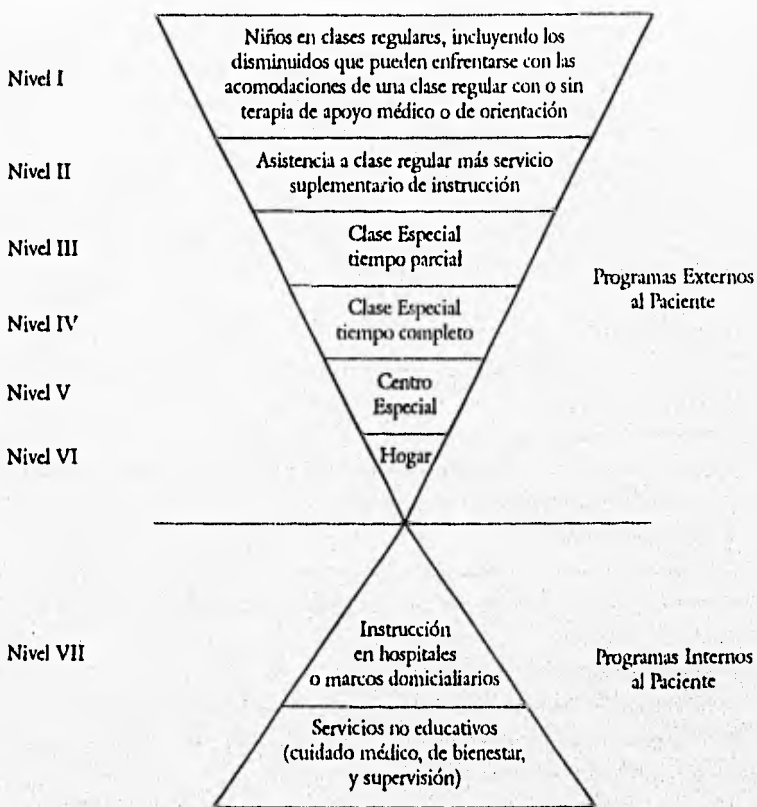 Nivel I
Niños en clases regulares, incluyendo los
disminuidos que pueden enfrentarse con las
acomodaciones de una clase regular con o sin
terapia de apoyo médico o de orientación
Nivel II
Asistencia a clase regular más servicio
suplementario de instrucción
Nivel III
Clase Especial
tiempo parcial
Programas Externos
al Paciente
Nivel IV
Clase Especial
tiempo completo
Nivel V
Centro
Especial
Nivel VI
Hogar
Nivel VII
Instrucción
en hospitales
o marcos domicialiarios
Programas Internos
al Paciente
Servicios no educativos
(cuidado médico, de bienestar,
y supervisión)